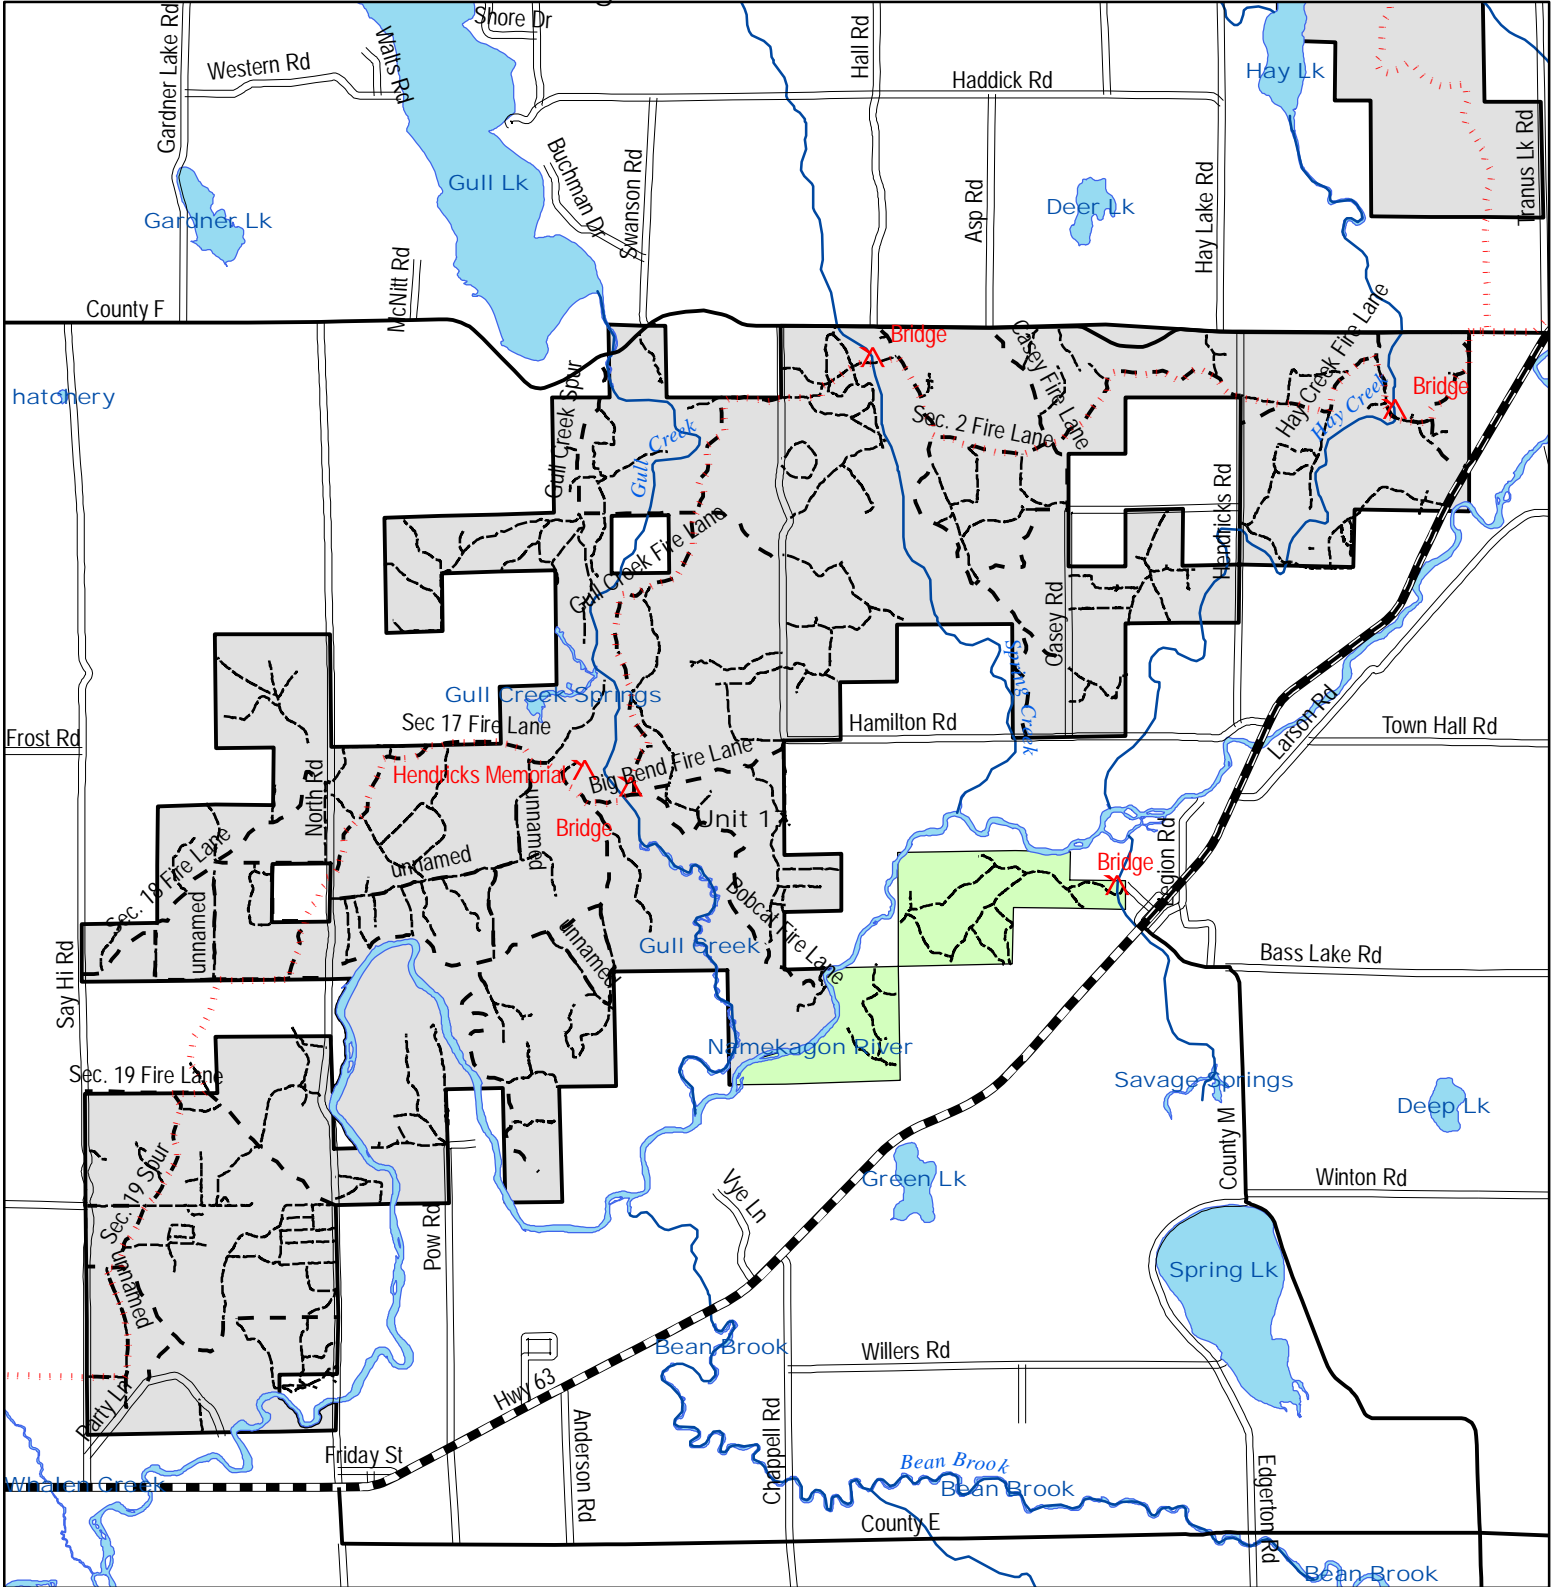 Shore Dr
Gardner Lake Rd
Western Rd
Walls Rd
Hall Rd
Haddick Rd
Hay Lk
Tranus Lk Rd
Gull Lk
Buchman Dr
Swanson Rd
Asp Rd
Deer Lk
Hay Lake Rd
Gardner Lk
McNitt Rd
County F
Bridge
Casey Fire Lane
Hay Creek Fire Lane
Hay Creek
Bridge
hatchery
Gull Creek Spur
Gull Creek
Sec. 2 Fire Lane
Hendricks Rd
Gull Creek Fire Lane
Casey Rd
Spring Creek
Gull Creek Springs
Sec 17 Fire Lane
Hamilton Rd
Larson Rd
Town Hall Rd
Frost Rd
North Rd
Hendricks Memorial
Big Bend Fire Lane
unnamed
Unit 17
Bridge
unnamed
Sec. 18 Fire Lane
unnamed
Bridge
Region Rd
Bobcat Fire Lane
unnamed
Gull Creek
Say Hi Rd
Bass Lake Rd
Namekagon River
Sec. 19 Fire Lane
Savage Springs
Deep Lk
County M
Winton Rd
Green Lk
Vye Ln
Sec. 19 Spur
unnamed
Pow Rd
Spring Lk
Bean Brook
Willers Rd
Hwy 63
Party Ln
Anderson Rd
Chappell Rd
Friday St
Whalen Creek
Bean Brook
Bean Brook
County E
Edgerton Rd
Bean Brook